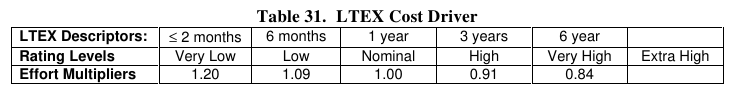 Table 31. LTEX Cost Driver
LTEX Descriptors: ≤ 2 months 6 months 1 year 3 years 6 year
Rating Levels Very Low Low Nominal High Very High Extra High
Effort Multipliers 1.20 1.09 1.00 0.91 0.84